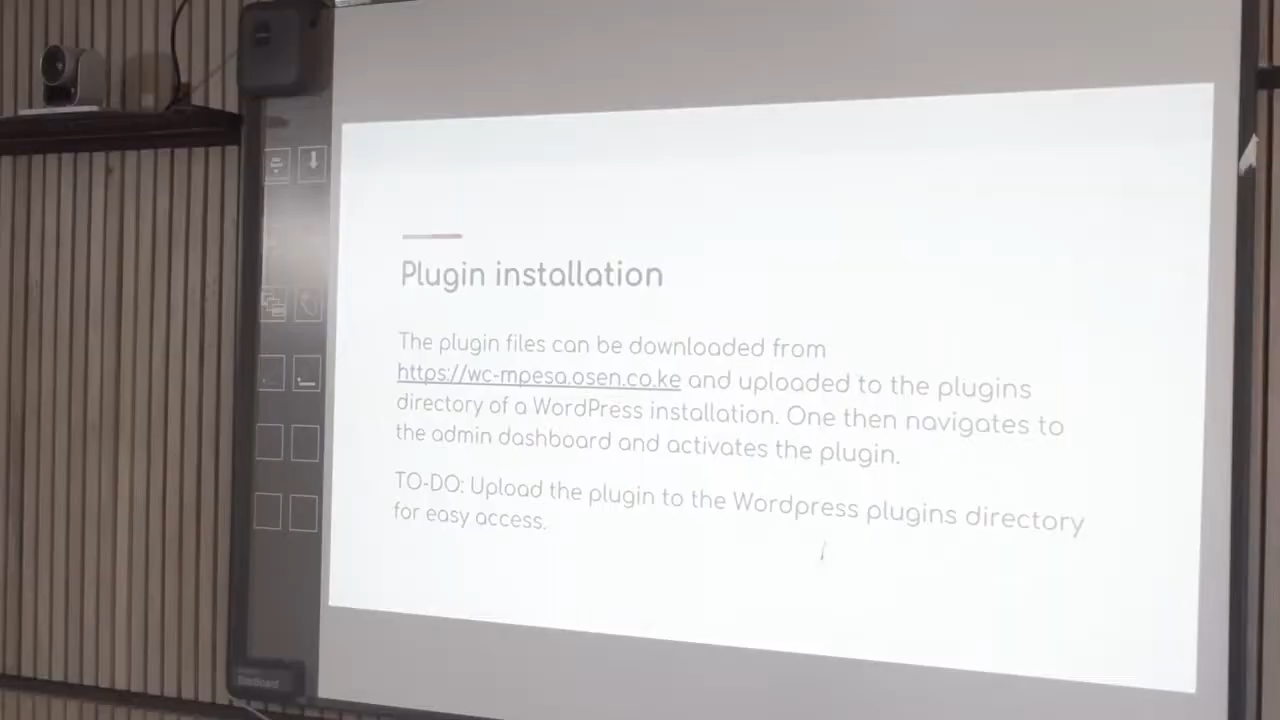 Plugin installation
The plugin files can be downloaded from
https://wc-mpesa.osen.co.ke and uploaded to the plugins
directory of a WordPress installation. One then navigates to
the admin dashboard and activates the plugin.
TO-DO: Upload the plugin to the Wordpress plugins directory
for easy access.
StarBoard